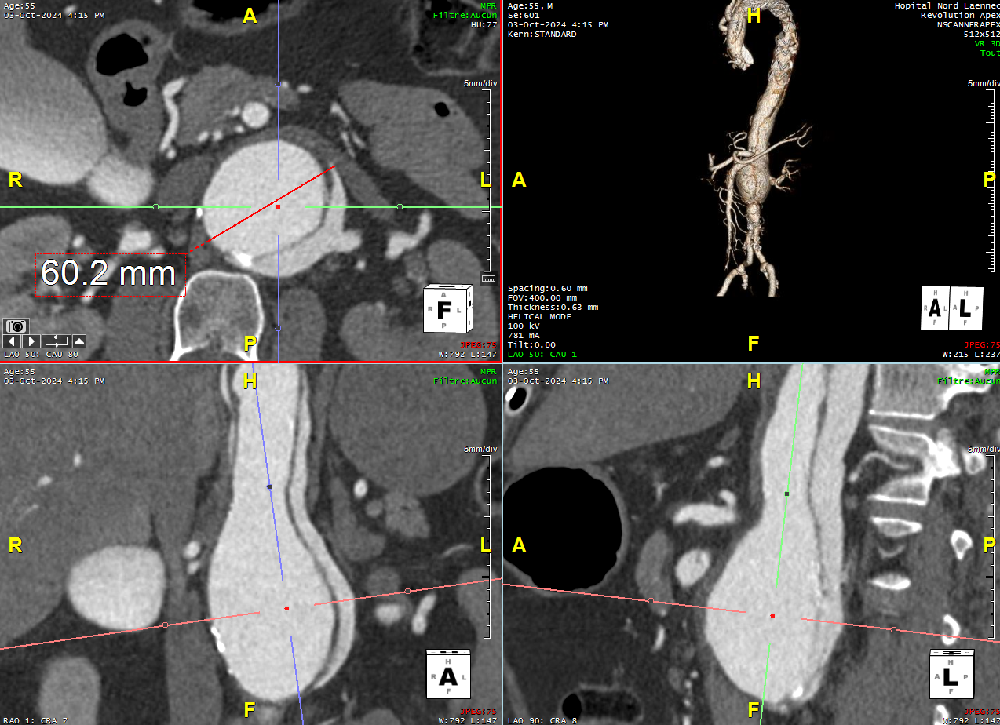 Age:55
03-Oct-2024 4:15 PM
A
MPR
Filtre:Aucun
HU:77
5mm/div
R
L
60.2 mm
A
R F L
P
P
LAO 50: CAU 80
JPEG:75
W:792 L:147
Age:55, M
Se:601
03-Oct-2024 4:15 PM
Kern:STANDARD
H
Hopital Nord Laennec
Revolution Apex
NSCANNERAPEX
512x512
VR 3D
Tout
5mm/div
A
P
Spacing:0.60 mm
FOV:400.00 mm
Thickness:0.63 mm
HELICAL MODE
100 kV
781 mA
Tilt:0.00
LAO 50: CAU 1
F
H H
R A L A L P
F F
JPEG:75
W:215 L:237
Age:55
03-Oct-2024 4:15 PM
H
MPR
Filtre:Aucun
5mm/div
R
L
H
R A L
F
F
RAO 1: CRA 7
JPEG:75
W:792 L:147
Age:55
03-Oct-2024 4:15 PM
H
MPR
Filtre:Aucun
5mm/div
A
P
H
A L P
F
F
LAO 90: CRA 8
JPEG:75
W:792 L:147